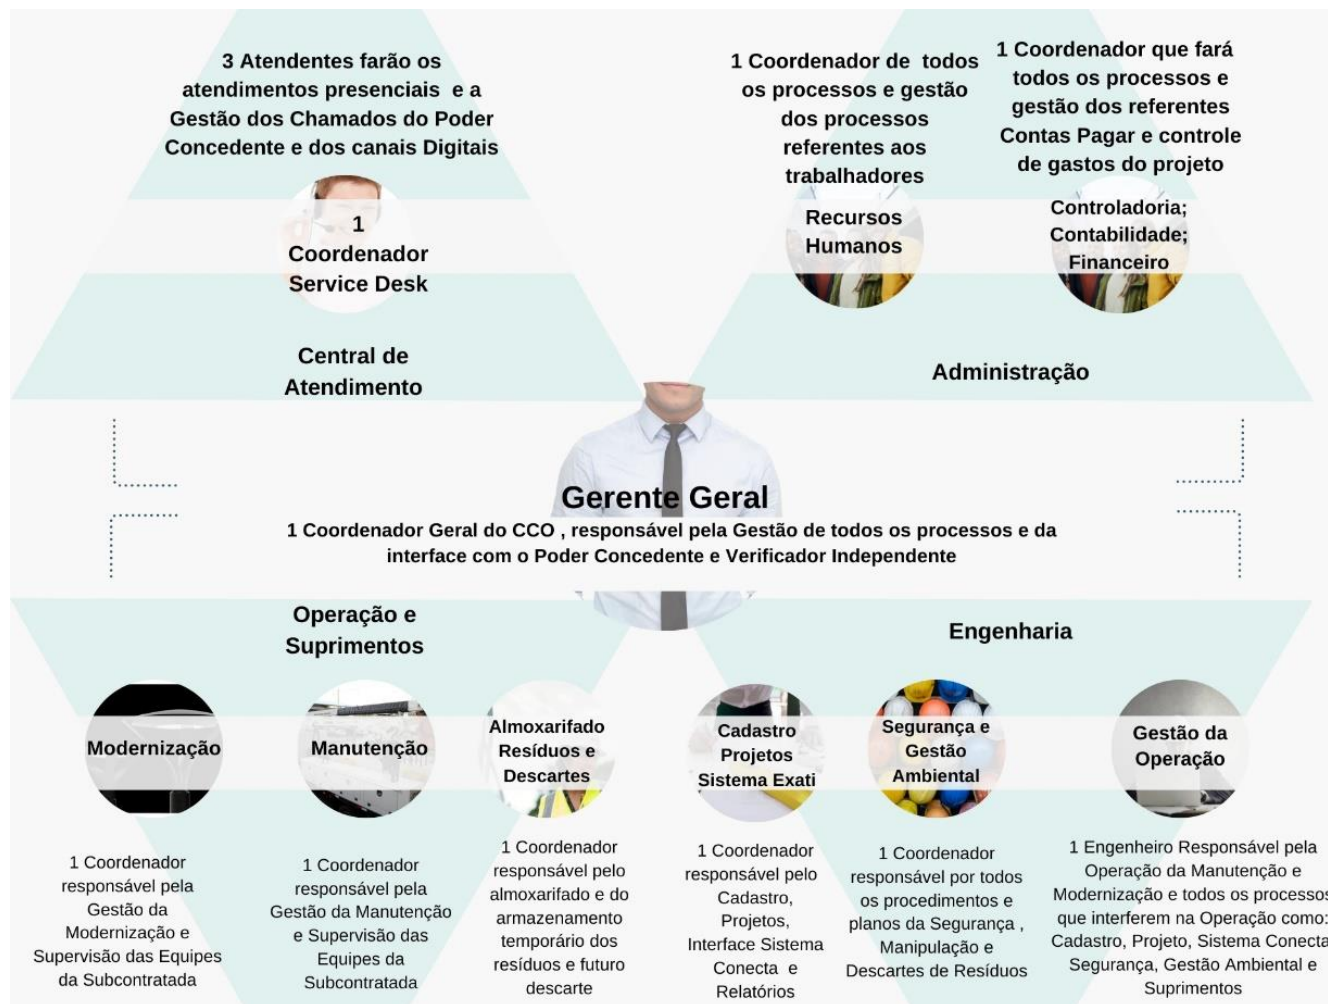 3 Atendentes farão os
atendimentos presenciais e a
Gestão dos Chamados do Poder
Concedente e dos canais Digitais
1
Coordenador
Service Desk
Central de
Atendimento
1 Coordenador de todos
os processos e gestão
dos processos
referentes aos
trabalhadores
Recursos
Humanos
1 Coordenador que fará
todos os processos e
gestão dos referentes
Contas Pagar e controle
de gastos do projeto
Controladoria;
Contabilidade;
Financeiro
Administração
Gerente Geral
1 Coordenador Geral do CCO , responsável pela Gestão de todos os processos e da
interface com o Poder Concedente e Verificador Independente
Operação e
Suprimentos
Modernização
1 Coordenador
responsável pela
Gestão da
Modernização e
Supervisão das Equipes
da Subcontratada
Manutenção
1 Coordenador
responsável pela
Gestão da Manutenção
e Supervisão das
Equipes da
Subcontratada
Almoxarifado
Resíduos e
Descartes
1 Coordenador
responsável pelo
almoxarifado e do
armazenamento
temporário dos
resíduos e futuro
descarte
Engenharia
Cadastro
Projetos
Sistema Exati
1 Coordenador
responsável pelo
Cadastro,
Projetos,
Interface Sistema
Conecta e
Relatórios
Segurança e
Gestão
Ambiental
1 Coordenador
responsável por todos
os procedimentos e
planos da Segurança ,
Manipulação e
Descartes de Resíduos
Gestão da
Operação
1 Engenheiro Responsável pela
Operação da Manutenção e
Modernização e todos os processos
que interferem na Operação como:
Cadastro, Projeto, Sistema Conecta
Segurança, Gestão Ambiental e
Suprimentos